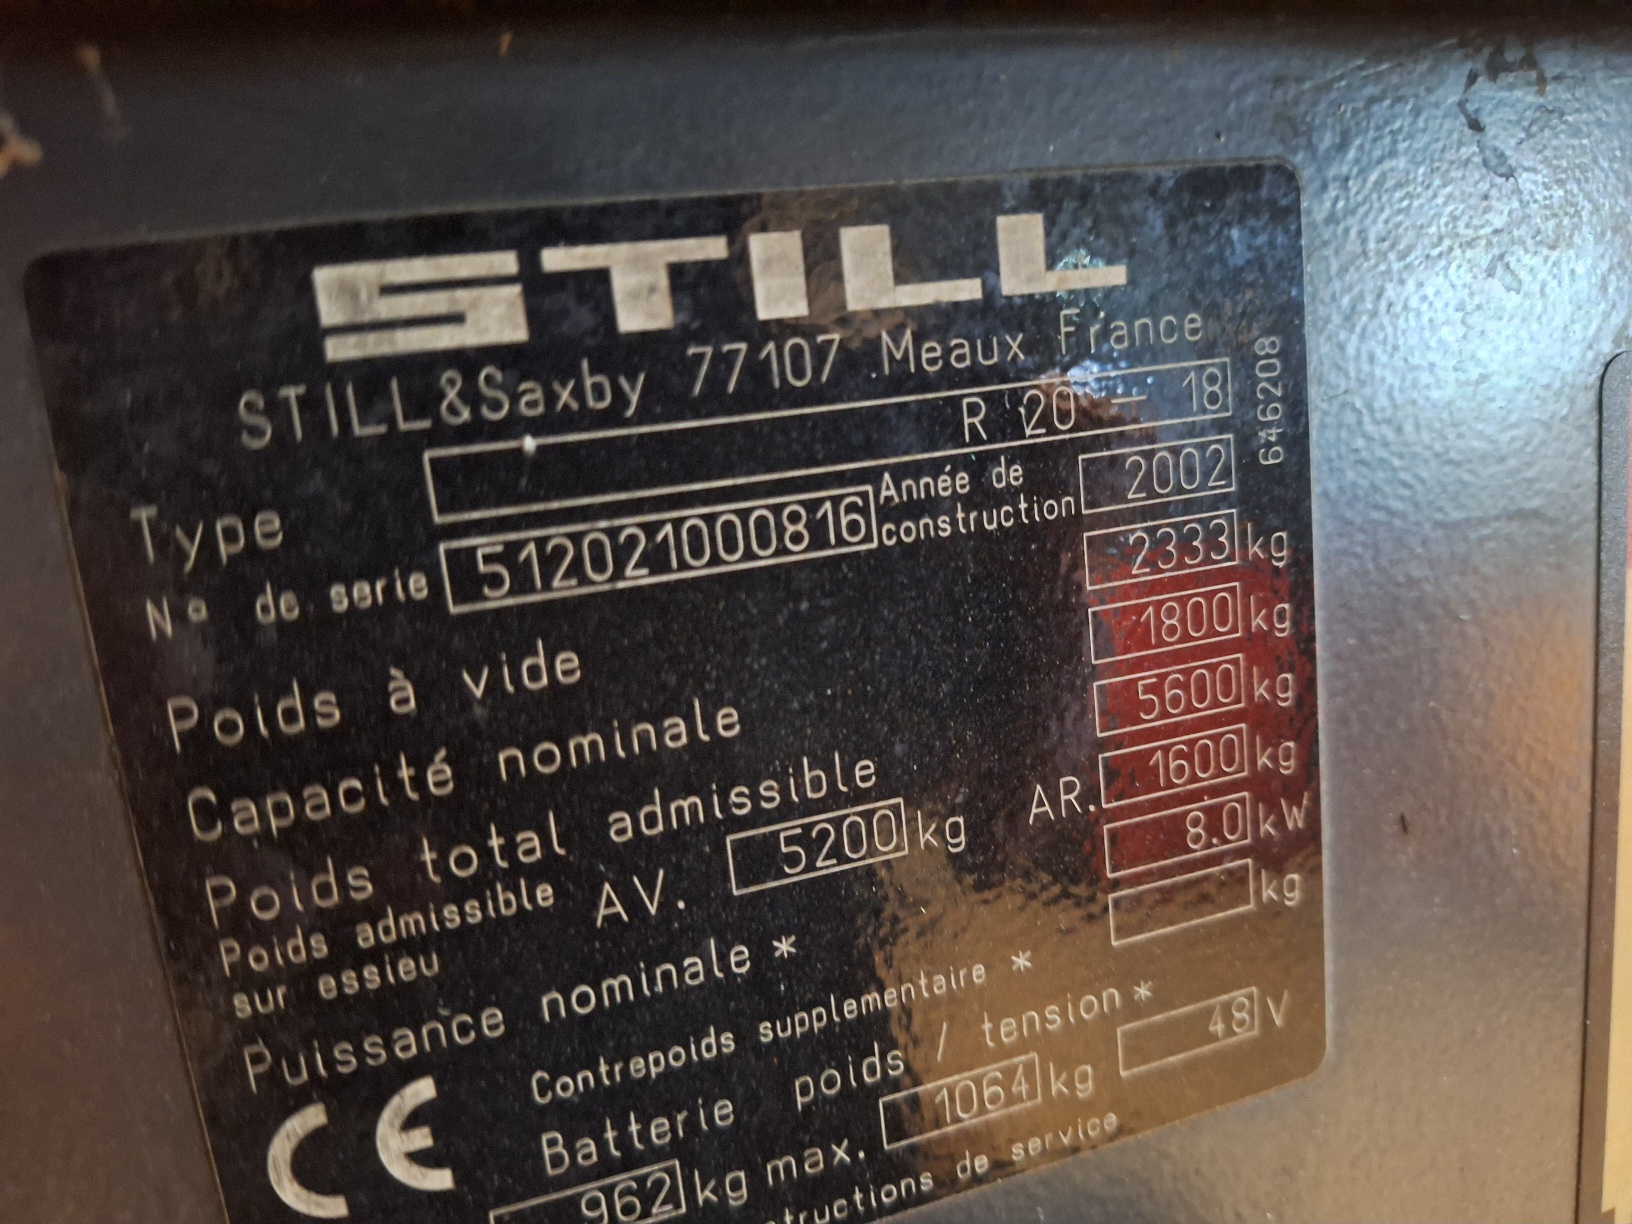 STILL
STILL&Saxby 77107 Meaux France
Type R 20 - 18
646208
Nº de serie 512021000816 Année de construction 2002
Poids à vide 2333 kg
Capacité nominale 1800 kg
Poids total admissible 5600 kg
Poids admissible sur essieu AV. 5200 kg AR. 1600 kg
Puissance nominale * 8.0 kW
Contrepoids supplementaire * kg
Batterie poids / tension * 48 V
962 kg max. 1064 kg
CE
de service